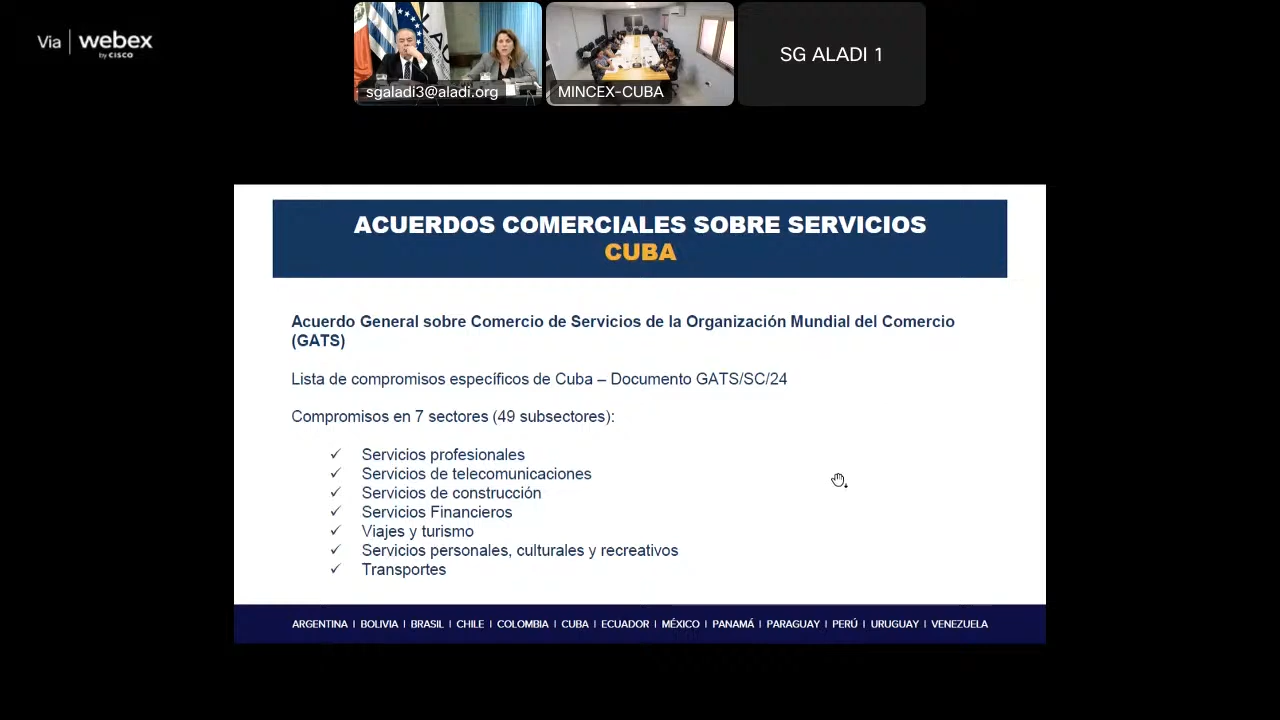 Via | webex
by CISCO
sgaladi3@aladi.org
MINCEX-CUBA
SG ALADI 1
ACUERDOS COMERCIALES SOBRE SERVICIOS
CUBA
Acuerdo General sobre Comercio de Servicios de la Organización Mundial del Comercio
(GATS)
Lista de compromisos específicos de Cuba – Documento GATS/SC/24
Compromisos en 7 sectores (49 subsectores):
✓ Servicios profesionales
✓ Servicios de telecomunicaciones
✓ Servicios de construcción
✓ Servicios Financieros
✓ Viajes y turismo
✓ Servicios personales, culturales y recreativos
✓ Transportes
ARGENTINA | BOLIVIA | BRASIL | CHILE | COLOMBIA | CUBA | ECUADOR | MÉXICO | PANAMÁ | PARAGUAY | PERÚ | URUGUAY | VENEZUELA